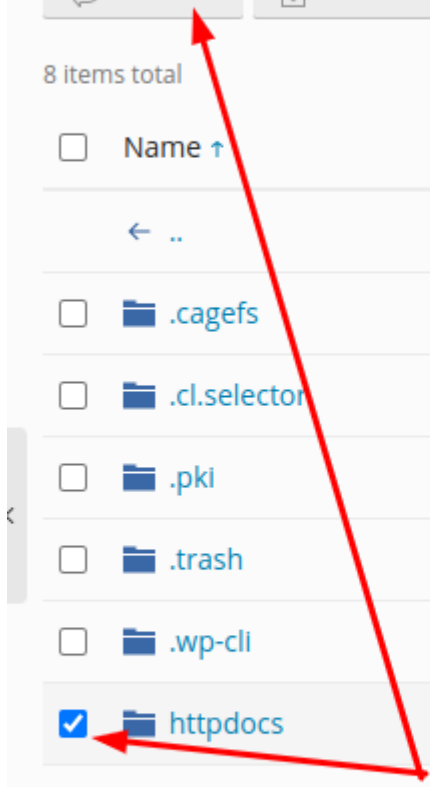 8 items total
Name ↑
← ..
.cagefs
.cl.selector
.pki
.trash
.wp-cli
httpdocs